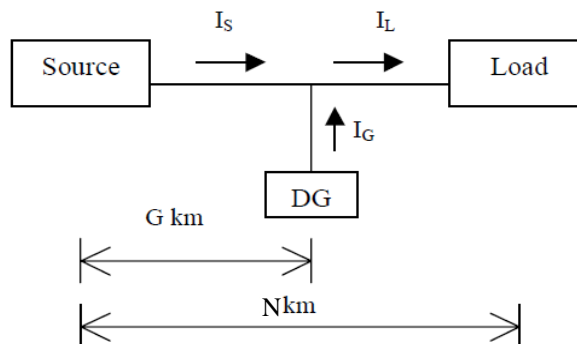 I_S I_L
Source Load
I_G
DG
G km
N km